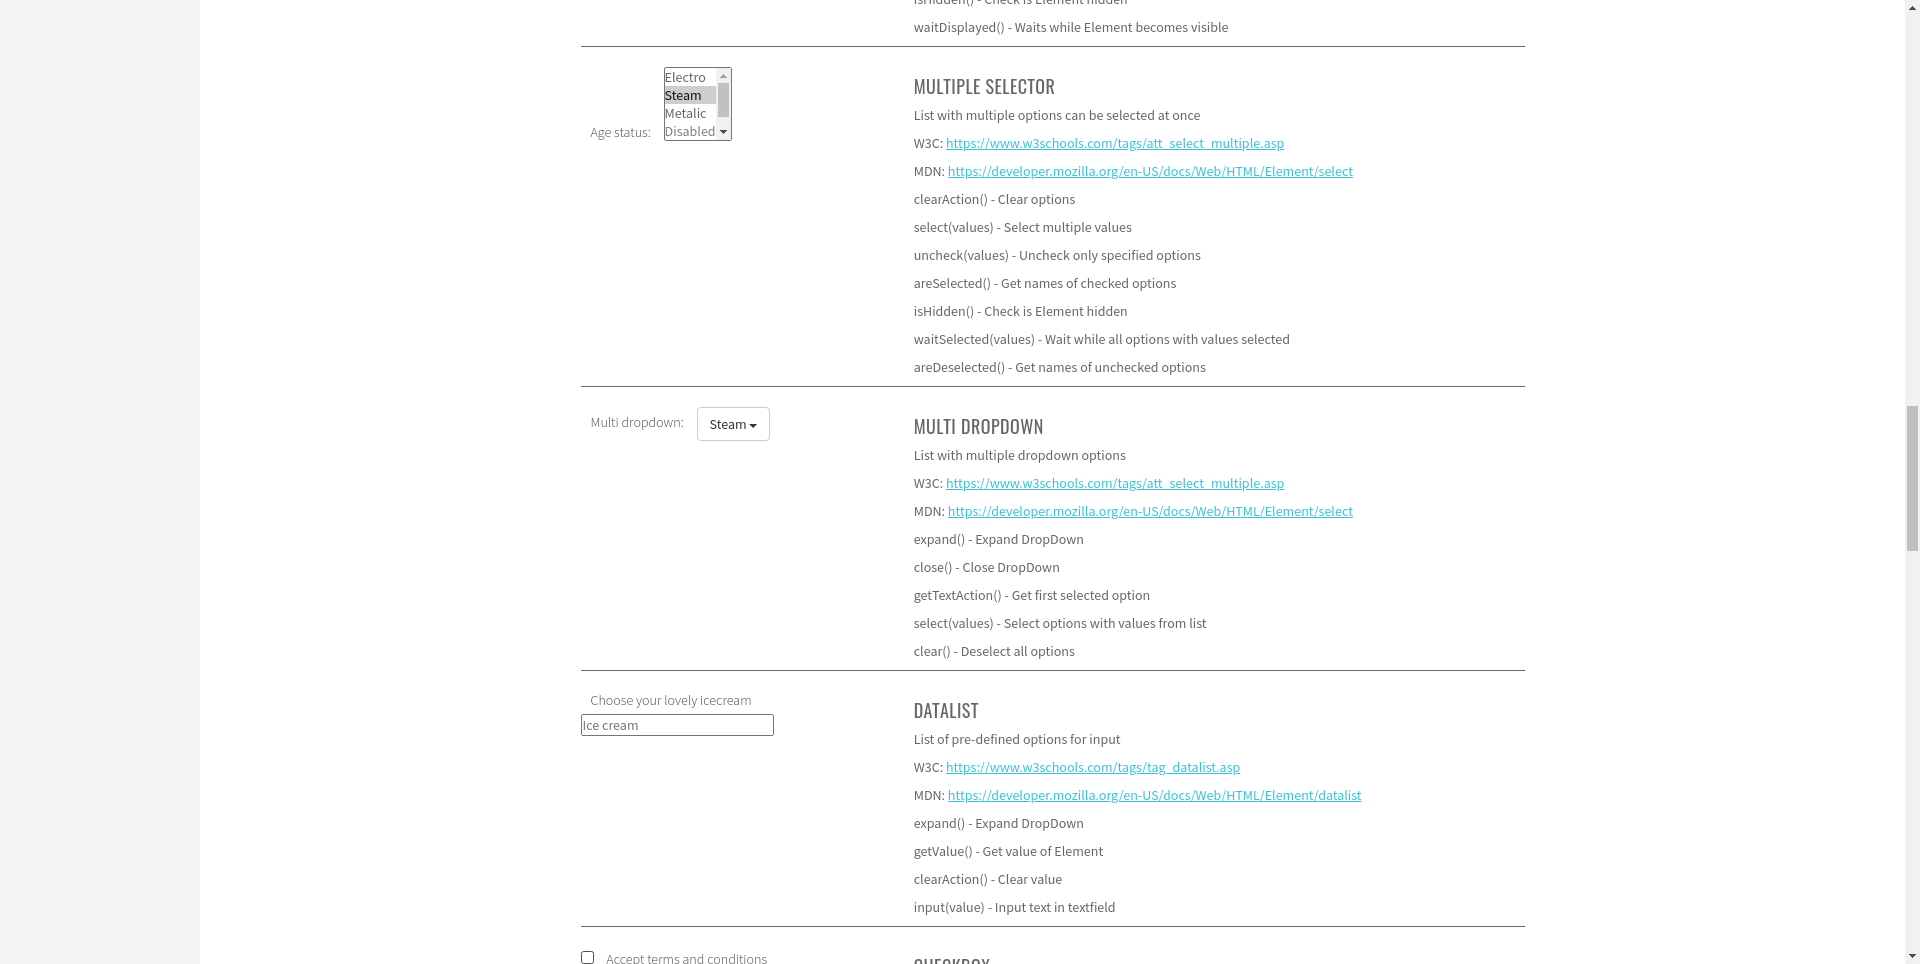 isHidden() - Check is Element hidden
waitDisplayed() - Waits while Element becomes visible
Electro
Steam
Metalic
Disabled
Age status:
MULTIPLE SELECTOR
List with multiple options can be selected at once
W3C: https://www.w3schools.com/tags/att_select_multiple.asp
MDN: https://developer.mozilla.org/en-US/docs/Web/HTML/Element/select
clearAction() - Clear options
select(values) - Select multiple values
uncheck(values) - Uncheck only specified options
areSelected() - Get names of checked options
isHidden() - Check is Element hidden
waitSelected(values) - Wait while all options with values selected
areDeselected() - Get names of unchecked options
Multi dropdown:
Steam
MULTI DROPDOWN
List with multiple dropdown options
W3C: https://www.w3schools.com/tags/att_select_multiple.asp
MDN: https://developer.mozilla.org/en-US/docs/Web/HTML/Element/select
expand() - Expand DropDown
close() - Close DropDown
getTextAction() - Get first selected option
select(values) - Select options with values from list
clear() - Deselect all options
Choose your lovely icecream
Ice cream
DATALIST
List of pre-defined options for input
W3C: https://www.w3schools.com/tags/tag_datalist.asp
MDN: https://developer.mozilla.org/en-US/docs/Web/HTML/Element/datalist
expand() - Expand DropDown
getValue() - Get value of Element
clearAction() - Clear value
input(value) - Input text in textfield
Accept terms and conditions
CHECKBOX